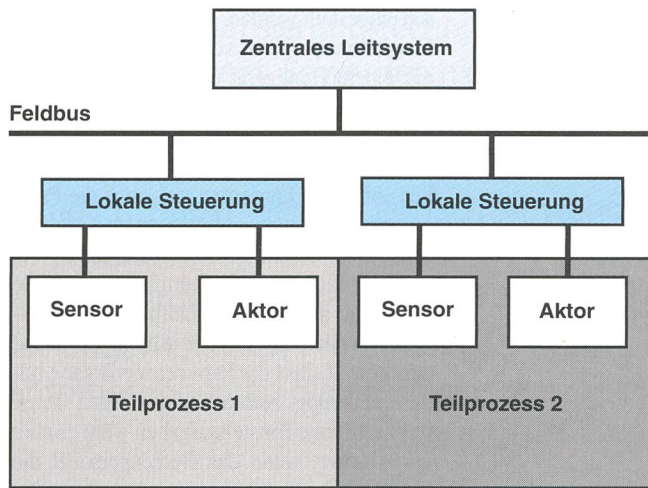 Zentrales Leitsystem
Feldbus
Lokale Steuerung
Lokale Steuerung
Sensor
Aktor
Sensor
Aktor
Teilprozess 1
Teilprozess 2